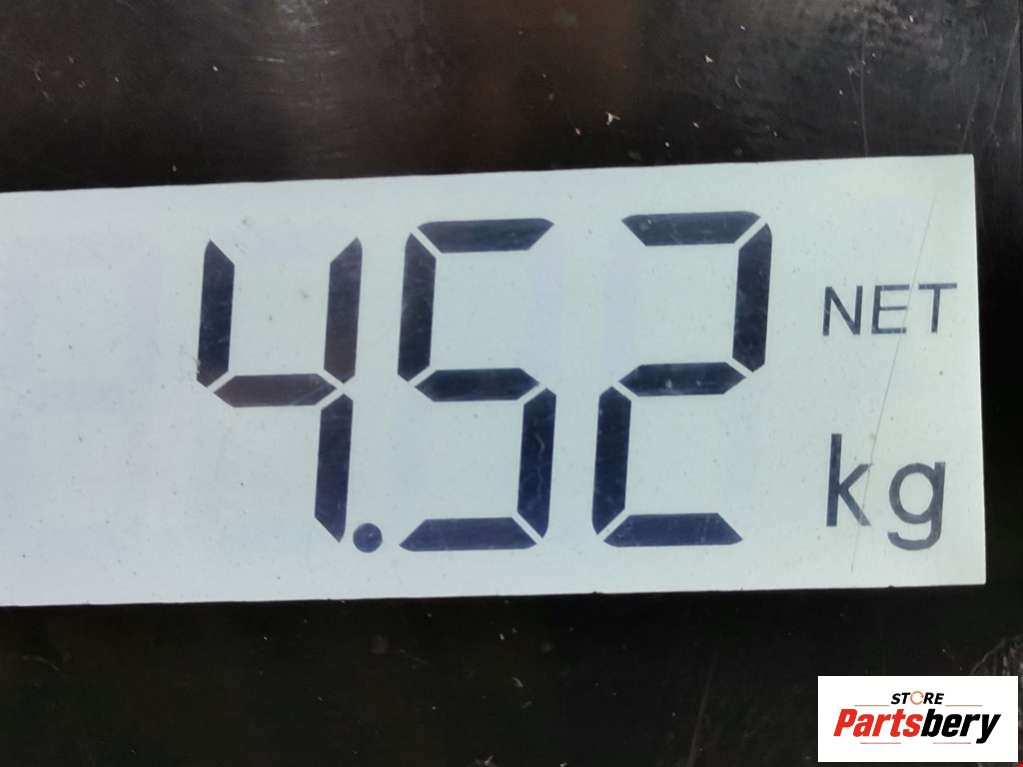 4.52
NET
kg
STORE
Partsbery